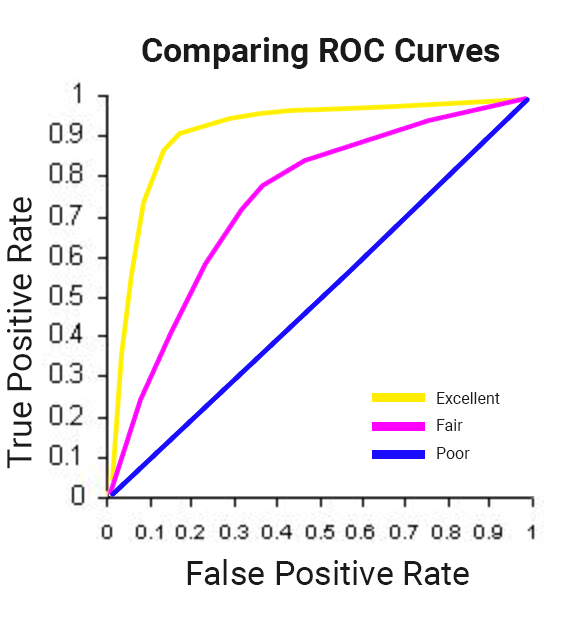 Comparing ROC Curves
True Positive Rate
1
0.9
0.8
0.7
0.6
0.5
0.4
0.3
0.2
0.1
0
Excellent
Fair
Poor
0 0.1 0.2 0.3 0.4 0.5 0.6 0.7 0.8 0.9 1
False Positive Rate